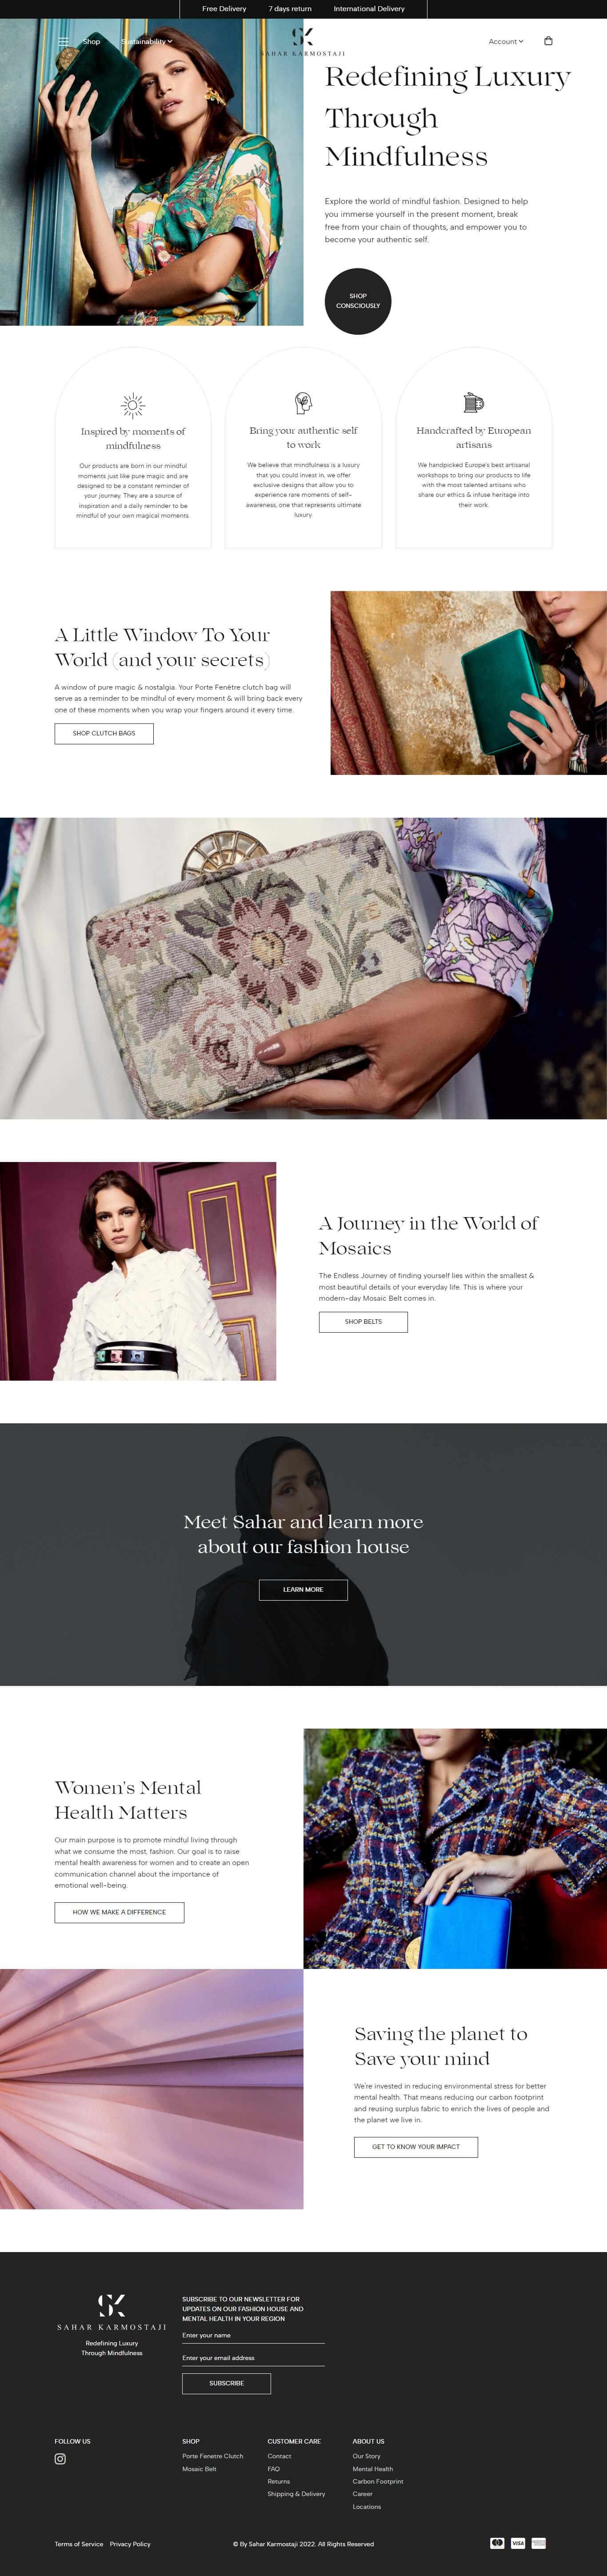 Free Delivery
7 days return
International Delivery
Shop
Sustainability
SK
SAHAR KARMOSTAJI
Account
Redefining Luxury
Through
Mindfulness
Explore the world of mindful fashion. Designed to help
you immerse yourself in the present moment, break
free from your chain of thoughts, and empower you to
become your authentic self.
SHOP
CONSCIOUSLY
Inspired by moments of
mindfulness
Our products are born in our mindful
moments just like pure magic and are
designed to be a constant reminder of
your journey. They are a source of
inspiration and a daily reminder to be
mindful of your own magical moments.
Bring your authentic self
to work
We believe that mindfulness is a luxury
that you could invest in, we offer
exclusive designs that allow you to
experience rare moments of self-
awareness, one that represents ultimate
luxury.
Handcrafted by European
artisans
We handpicked Europe's best artisanal
workshops to bring our products to life
with the most talented artisans who
share our ethics & infuse heritage into
their work.
A Little Window To Your
World (and your secrets)
A window of pure magic & nostalgia. Your Porte Fenêtre clutch bag will
serve as a reminder to be mindful of every moment & will bring back every
one of these moments when you wrap your fingers around it every time.
SHOP CLUTCH BAGS
A Journey in the World of
Mosaics
The Endless Journey of finding yourself lies within the smallest &
most beautiful details of your everyday life. This is where your
modern-day Mosaic Belt comes in.
SHOP BELTS
Meet Sahar and learn more
about our fashion house
LEARN MORE
Women's Mental
Health Matters
Our main purpose is to promote mindful living through
what we consume the most, fashion. Our goal is to raise
mental health awareness for women and to create an open
communication channel about the importance of
emotional well-being.
HOW WE MAKE A DIFFERENCE
Saving the planet to
Save your mind
We're invested in reducing environmental stress for better
mental health. That means reducing our carbon footprint
and reusing surplus fabric to enrich the lives of people and
the planet we live in.
GET TO KNOW YOUR IMPACT
SK
SAHAR KARMOSTAJI
Redefining Luxury
Through Mindfulness
SUBSCRIBE TO OUR NEWSLETTER FOR
UPDATES ON OUR FASHION HOUSE AND
MENTAL HEALTH IN YOUR REGION
Enter your name
Enter your email address
SUBSCRIBE
FOLLOW US
SHOP
Porte Fenetre Clutch
Mosaic Belt
CUSTOMER CARE
Contact
FAQ
Returns
Shipping & Delivery
ABOUT US
Our Story
Mental Health
Carbon Footprint
Career
Locations
Terms of Service
Privacy Policy
© By Sahar Karmostaji 2022. All Rights Reserved
VISA